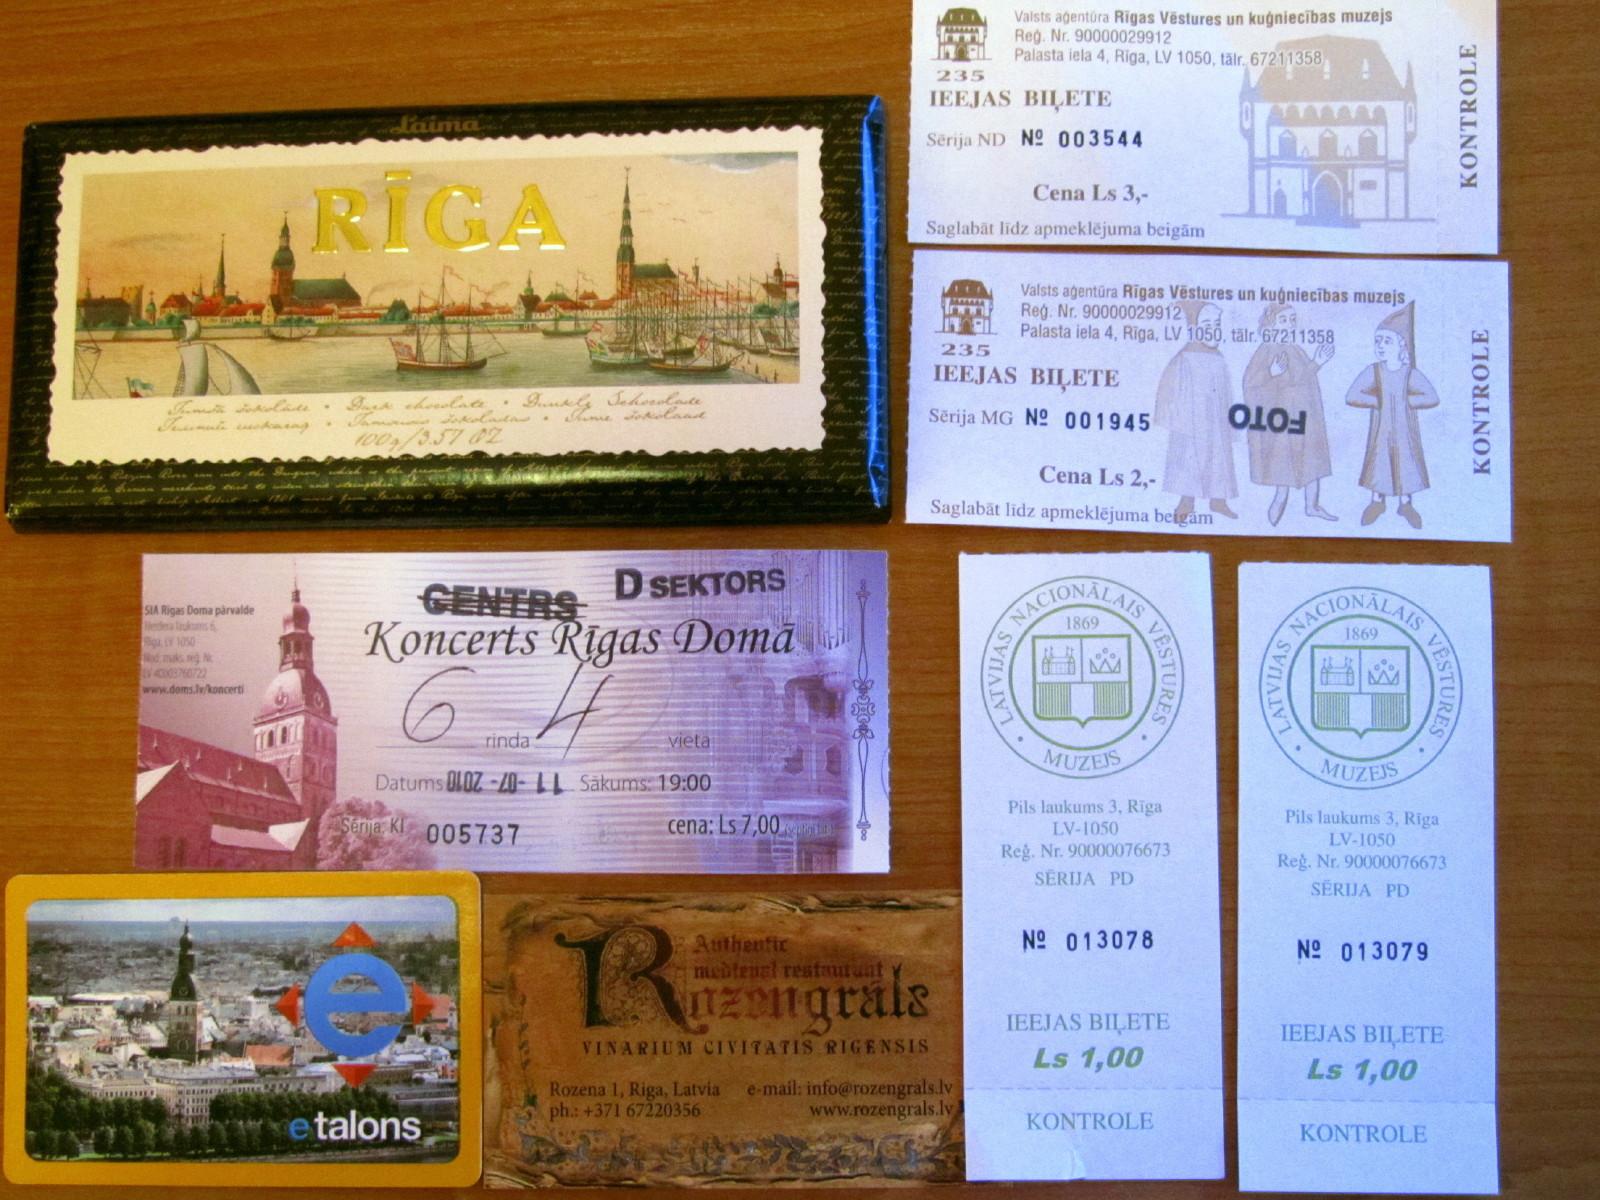 Laima
RĪGA
Tumšā šokolāde • Dark chocolate • Dunkle Schokolade
100g/3.57 OZ
Valsts aģentūra Rīgas Vēstures un kuģniecības muzejs
Reģ. Nr. 90000029912
Palasta iela 4, Rīga, LV 1050, tālr. 67211358
235
IEEJAS BIĻETE
Sērija ND № 003544
Cena Ls 3,-
Saglabāt līdz apmeklējuma beigām
KONTROLE
Valsts aģentūra Rīgas Vēstures un kuģniecības muzejs
Reģ. Nr. 90000029912
Palasta iela 4, Rīga, LV 1050, tālr. 67211358
235
IEEJAS BIĻETE
Sērija MG № 001945
FOTO
Cena Ls 2,-
Saglabāt līdz apmeklējuma beigām
KONTROLE
SIA Rīgas Doma pārvalde
Herdera laukums 6,
Rīga, LV 1050
Nod. maks. reģ. Nr.
LV 40003760722
www.doms.lv/koncerti
CENTRS D SEKTORS
Koncerts Rīgas Domā
6 rinda 4 vieta
Datums 11-07-2010 Sākums: 19:00
Sērija: KI 005737 cena: Ls 7,00
LATVIJAS NACIONĀLAIS VĒSTURES • MUZEJS •
1869
Pils laukums 3, Rīga
LV-1050
Reģ. Nr. 90000076673
SĒRIJA PD
№ 013078
IEEJAS BIĻETE
Ls 1,00
KONTROLE
LATVIJAS NACIONĀLAIS VĒSTURES • MUZEJS •
1869
Pils laukums 3, Rīga
LV-1050
Reģ. Nr. 90000076673
SĒRIJA PD
№ 013079
IEEJAS BIĻETE
Ls 1,00
KONTROLE
e
etalons
Authentic
medieval restaurant
Rozengrāls
VINARIUM CIVITATIS RIGENSIS
Rozena 1, Riga, Latvia e-mail: info@rozengrals.lv
ph.: +371 67220356 www.rozengrals.lv